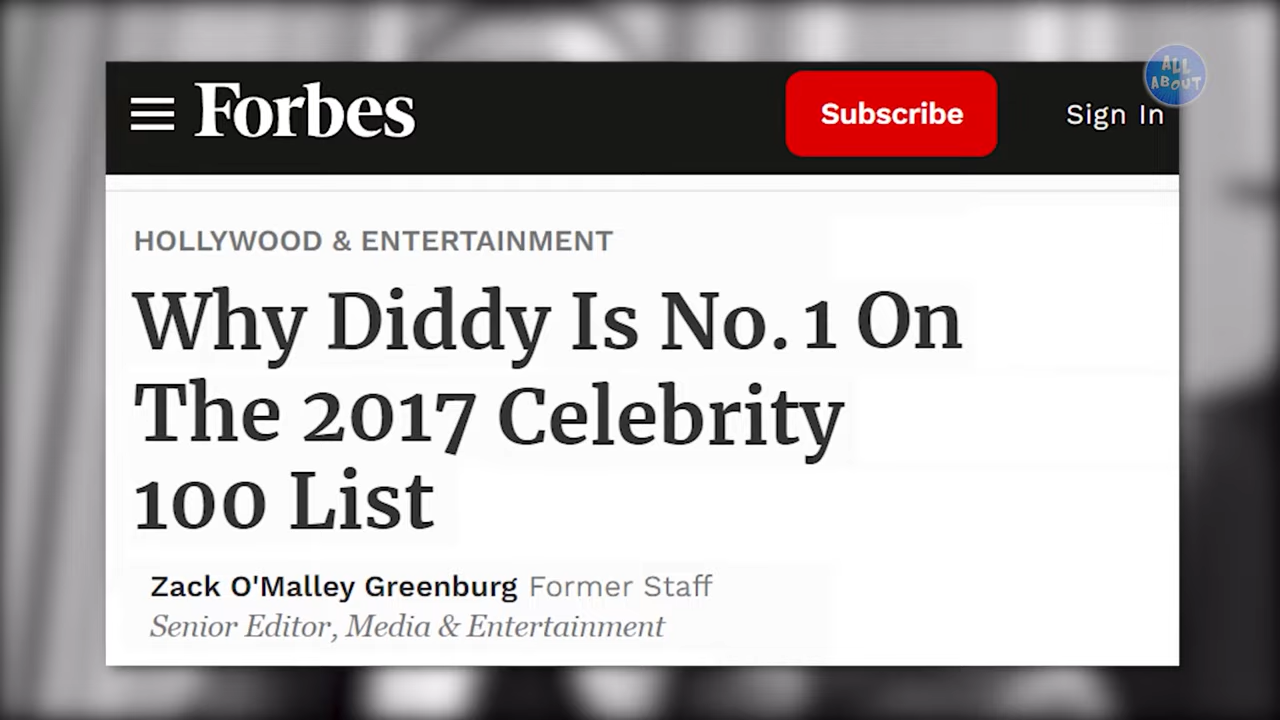 Forbes
Subscribe
Sign In
ALL
ABOUT
HOLLYWOOD & ENTERTAINMENT
Why Diddy Is No. 1 On
The 2017 Celebrity
100 List
Zack O'Malley Greenburg Former Staff
Senior Editor, Media & Entertainment